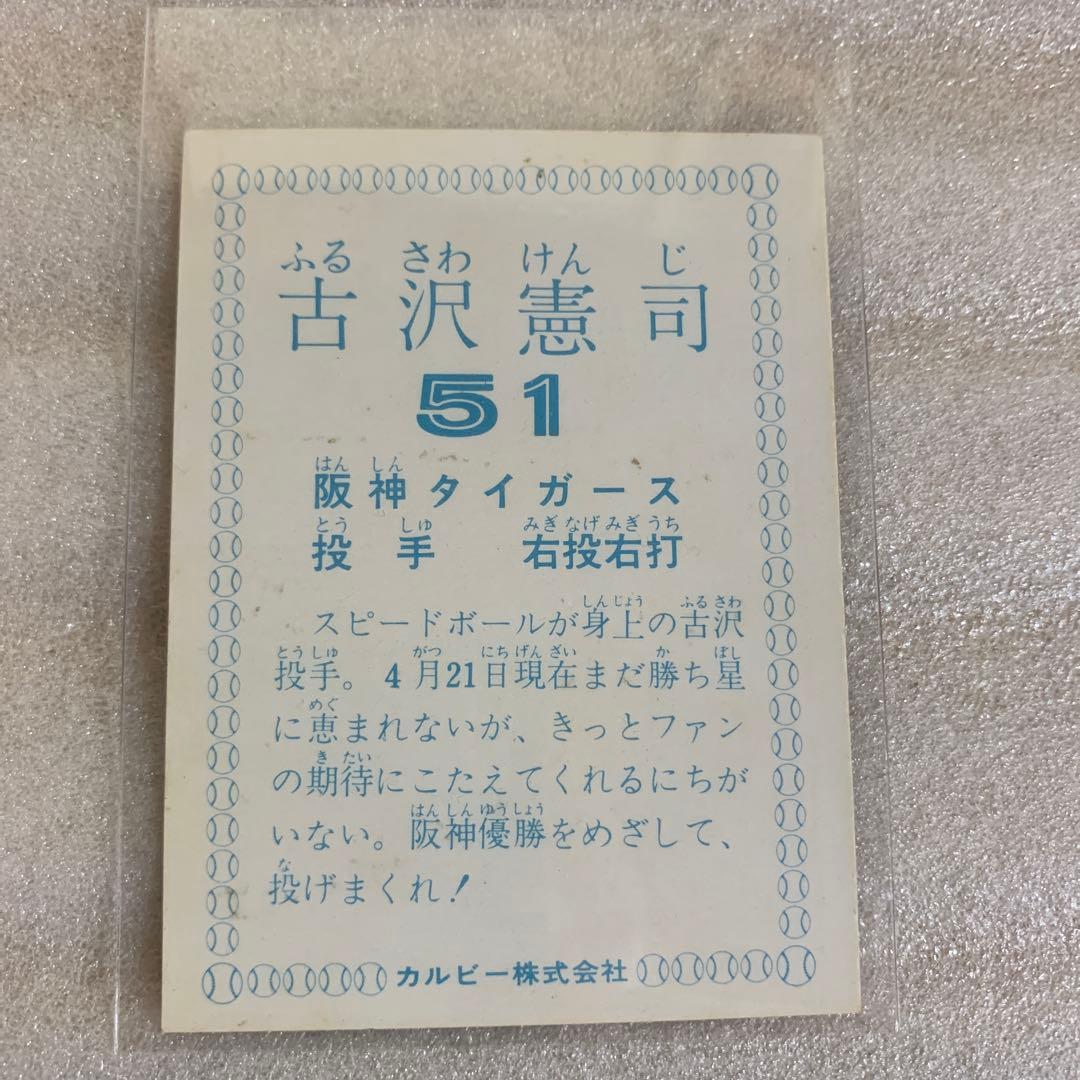 ふる さわ けん じ
古沢憲司
51
はん しん
阪神タイガース
とう しゅ みぎ なげ みぎ うち
投手 右投右打
しんじょう ふる さわ
スピードボールが身上の古沢
とうしゅ がつ にち げん ざい か ぼし
投手。4月21日現在まだ勝ち星
めぐ
に恵まれないが、きっとファン
き たい
の期待にこたえてくれるにちが
はん しん ゆう しょう
いない。阪神優勝をめざして、
な
投げまくれ!
カルビー株式会社